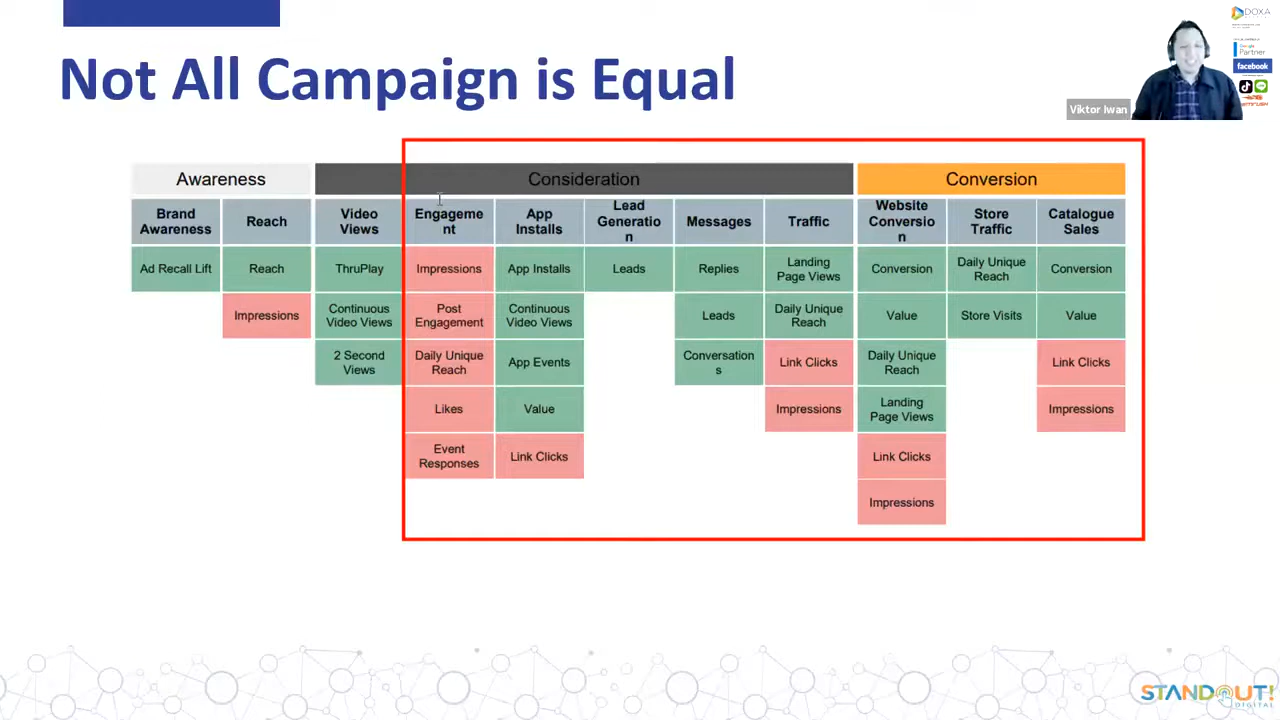 Not All Campaign is Equal
DOXA
Google
Partner
facebook
Viktor Iwan
Awareness
Consideration
Conversion
Brand
Awareness
Reach
Video
Views
Engageme
nt
App
Installs
Lead
Generatio
n
Messages
Traffic
Website
Conversio
n
Store
Traffic
Catalogue
Sales
Ad Recall Lift
Reach
ThruPlay
Impressions
App Installs
Leads
Replies
Landing
Page Views
Conversion
Daily Unique
Reach
Conversion
Impressions
Continuous
Video Views
Post
Engagement
Continuous
Video Views
Leads
Daily Unique
Reach
Value
Store Visits
Value
2 Second
Views
Daily Unique
Reach
App Events
Conversation
s
Link Clicks
Daily Unique
Reach
Link Clicks
Likes
Value
Impressions
Landing
Page Views
Impressions
Event
Responses
Link Clicks
Link Clicks
Impressions
STANDOUT!
DIGITAL